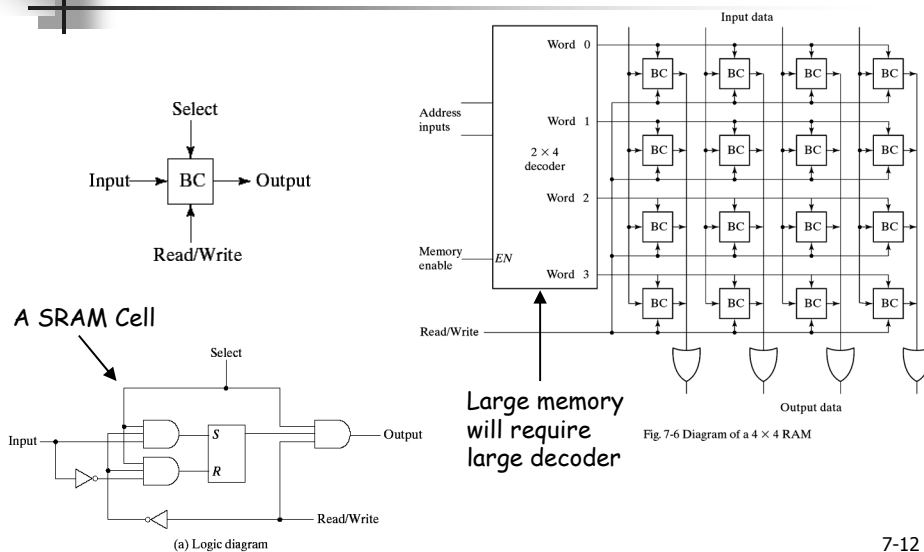 Select
Input
BC
Output
Read/Write
A SRAM Cell
Select
Input
S
R
Output
Read/Write
(a) Logic diagram
Input data
Address
inputs
Memory
enable
EN
2 × 4
decoder
Word 0
BC BC BC BC
Word 1
BC BC BC BC
Word 2
BC BC BC BC
Word 3
BC BC BC BC
Read/Write
Output data
Large memory
will require
large decoder
Fig. 7-6 Diagram of a 4 × 4 RAM
7-12